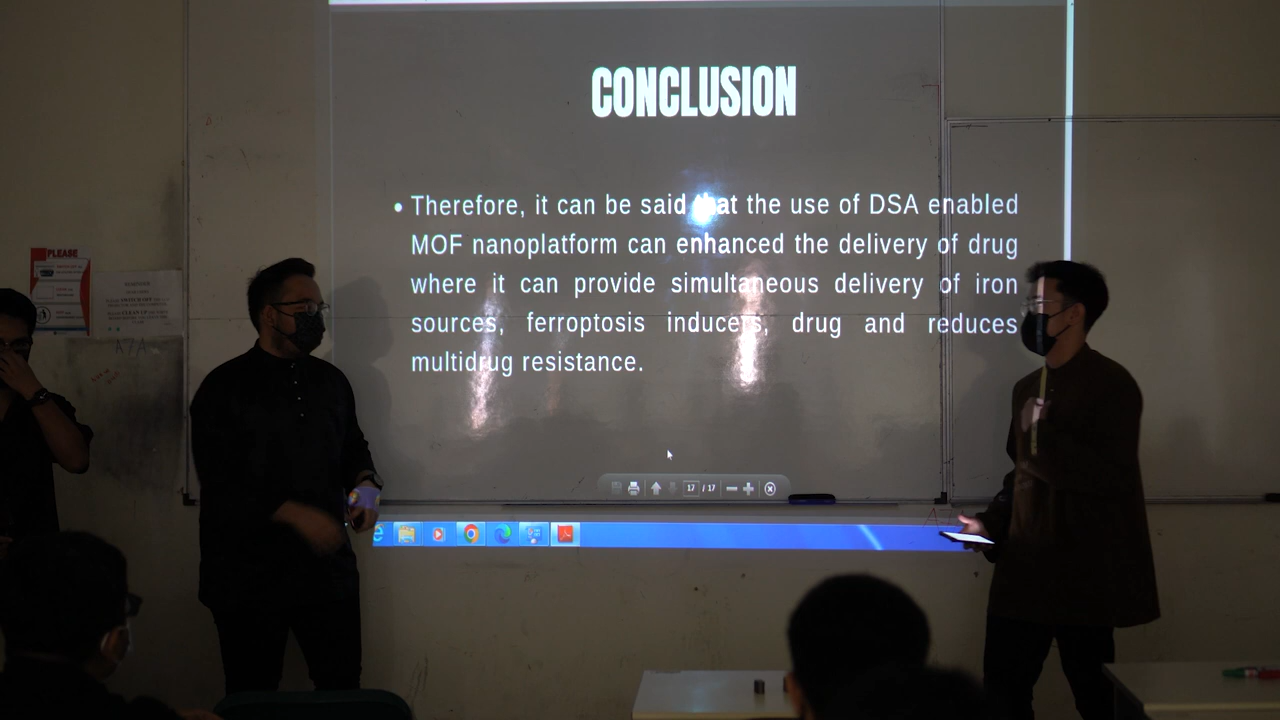 CONCLUSION
• Therefore, it can be said that the use of DSA enabled
MOF nanoplatform can enhanced the delivery of drug
where it can provide simultaneous delivery of iron
sources, ferroptosis inducers, drug and reduces
multidrug resistance.
17 / 17
PLEASE
A7A